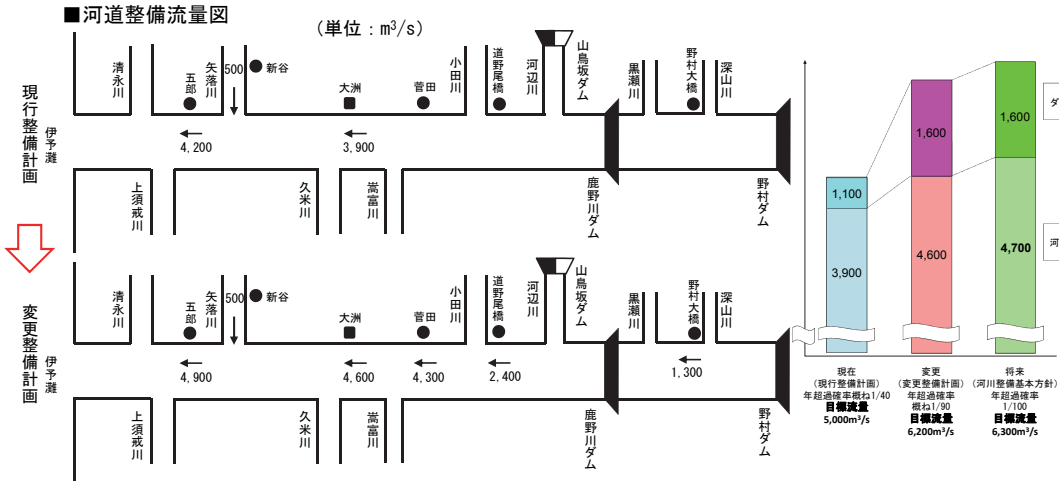 ■河道整備流量図
(単位：m³/s)
現行整備計画
伊予灘
清永川
五郎
矢落川
500
新谷
大洲
菅田
小田川
道野尾橋
河辺川
山鳥坂ダム
黒瀬川
野村大橋
深山川
4,200
3,900
上須戒川
久米川
嵩富川
鹿野川ダム
野村ダム
変更整備計画
伊予灘
清永川
五郎
矢落川
500
新谷
大洲
菅田
小田川
道野尾橋
河辺川
山鳥坂ダム
黒瀬川
野村大橋
深山川
4,900
4,600
4,300
2,400
1,300
上須戒川
久米川
嵩富川
鹿野川ダム
野村ダム
1,100
3,900
1,600
4,600
1,600
4,700
ダ
河
現在
(現行整備計画)
年超過確率概ね1/40
目標流量
5,000m³/s
変更
(変更整備計画)
年超過確率
概ね1/90
目標流量
6,200m³/s
将来
(河川整備基本方針)
年超過確率
1/100
目標流量
6,300m³/s